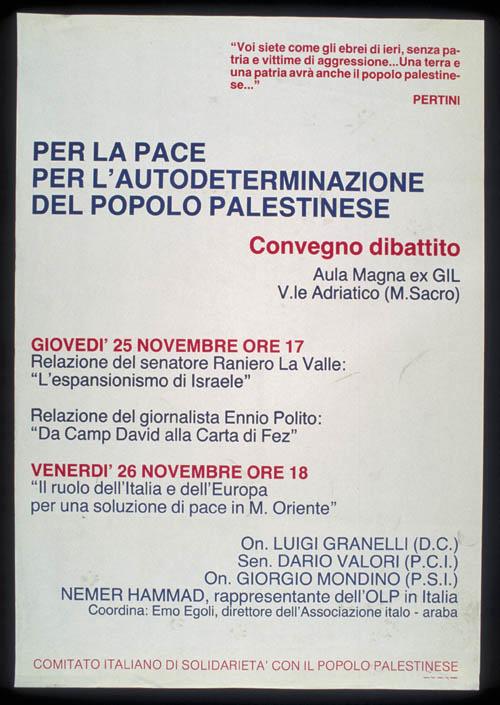 “Voi siete come gli ebrei di ieri, senza pa-
tria e vittime di aggressione...Una terra e
una patria avrà anche il popolo palestine-
se...”
PERTINI
PER LA PACE
PER L’AUTODETERMINAZIONE
DEL POPOLO PALESTINESE
Convegno dibattito
Aula Magna ex GIL
V.le Adriatico (M.Sacro)
GIOVEDI’ 25 NOVEMBRE ORE 17
Relazione del senatore Raniero La Valle:
“L’espansionismo di Israele”
Relazione del giornalista Ennio Polito:
“Da Camp David alla Carta di Fez”
VENERDI’ 26 NOVEMBRE ORE 18
“Il ruolo dell’Italia e dell’Europa
per una soluzione di pace in M. Oriente”
On. LUIGI GRANELLI (D.C.)
Sen. DARIO VALORI (P.C.I.)
On. GIORGIO MONDINO (P.S.I.)
NEMER HAMMAD, rappresentante dell’OLP in Italia
Coordina: Emo Egoli, direttore dell’Associazione italo - araba
COMITATO ITALIANO DI SOLIDARIETA’ CON IL POPOLO PALESTINESE